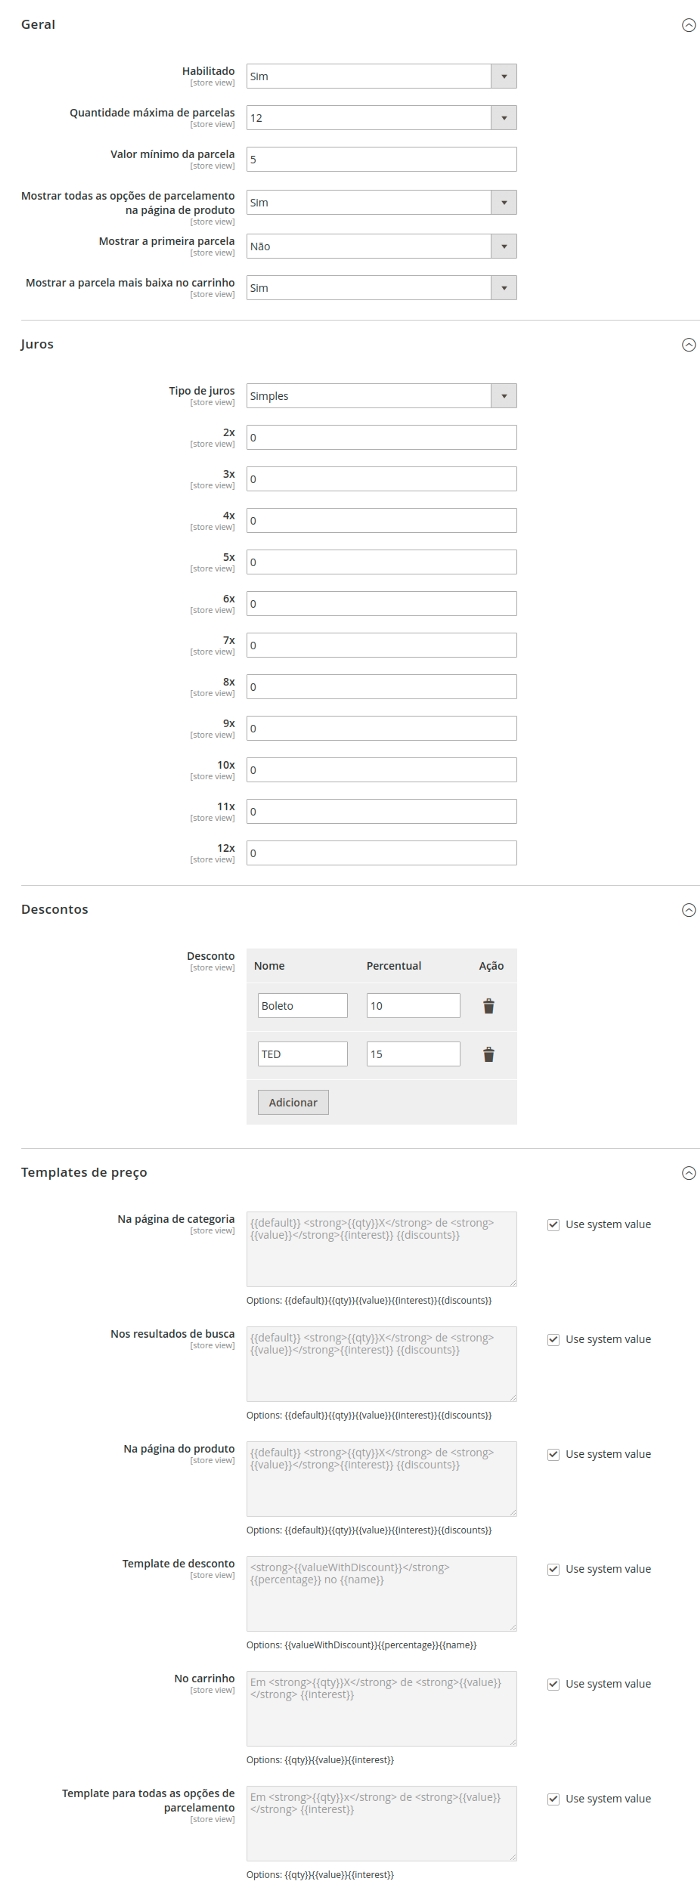 Geral
Habilitado
[store view]
Sim
Quantidade máxima de parcelas
[store view]
12
Valor mínimo da parcela
[store view]
5
Mostrar todas as opções de parcelamento
na página de produto
[store view]
Sim
Mostrar a primeira parcela
[store view]
Não
Mostrar a parcela mais baixa no carrinho
[store view]
Sim
Juros
Tipo de juros
[store view]
Simples
2x
[store view]
0
3x
[store view]
0
4x
[store view]
0
5x
[store view]
0
6x
[store view]
0
7x
[store view]
0
8x
[store view]
0
9x
[store view]
0
10x
[store view]
0
11x
[store view]
0
12x
[store view]
0
Descontos
Desconto
[store view]
Nome Percentual Ação
Boleto 10
TED 15
Adicionar
Templates de preço
Na página de categoria
[store view]
{{default}} <strong>{{qty}}X</strong> de <strong>
{{value}}</strong>{{interest}} {{discounts}}
Use system value
Options: {{default}}{{qty}}{{value}}{{interest}}{{discounts}}
Nos resultados de busca
[store view]
{{default}} <strong>{{qty}}X</strong> de <strong>
{{value}}</strong>{{interest}} {{discounts}}
Use system value
Options: {{default}}{{qty}}{{value}}{{interest}}{{discounts}}
Na página do produto
[store view]
{{default}} <strong>{{qty}}X</strong> de <strong>
{{value}}</strong>{{interest}} {{discounts}}
Use system value
Options: {{default}}{{qty}}{{value}}{{interest}}{{discounts}}
Template de desconto
[store view]
<strong>{{valueWithDiscount}}</strong>
{{percentage}} no {{name}}
Use system value
Options: {{valueWithDiscount}}{{percentage}}{{name}}
No carrinho
[store view]
Em <strong>{{qty}}X</strong> de <strong>{{value}}
</strong> {{interest}}
Use system value
Options: {{qty}}{{value}}{{interest}}
Template para todas as opções de
parcelamento
[store view]
Em <strong>{{qty}}x</strong> de <strong>{{value}}
</strong> {{interest}}
Use system value
Options: {{qty}}{{value}}{{interest}}